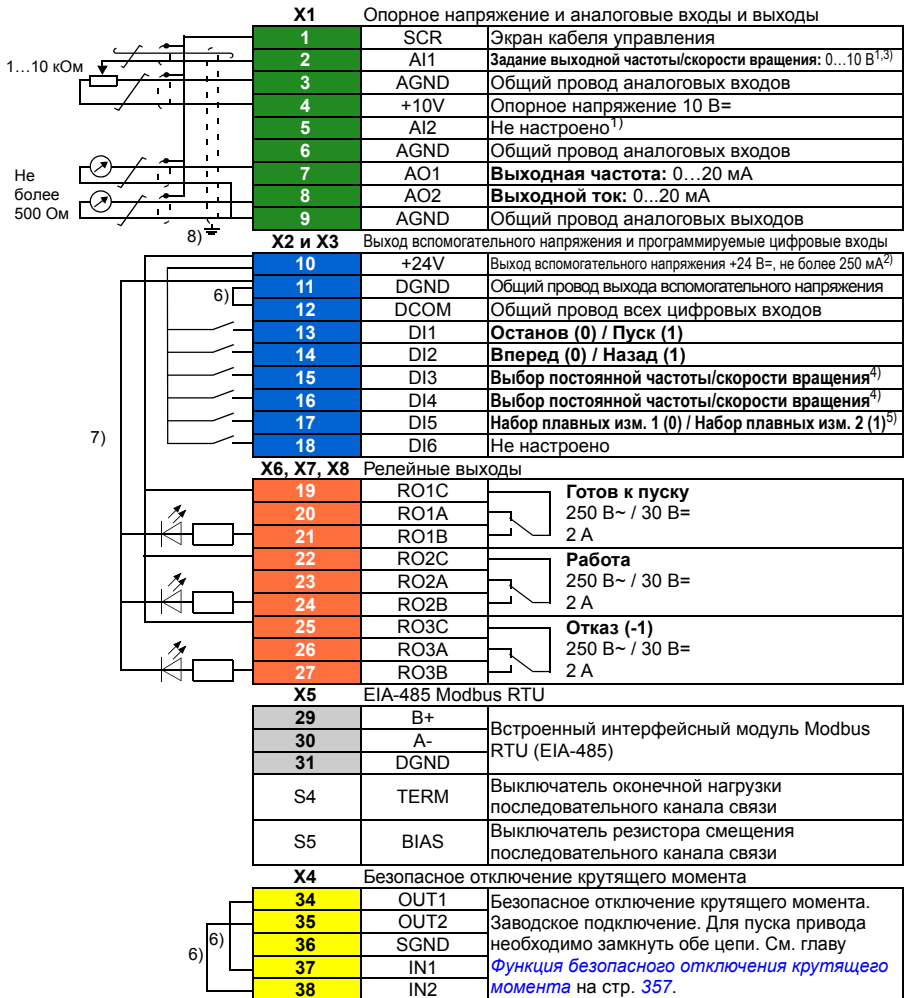 X1 Опорное напряжение и аналоговые входы и выходы
1 SCR Экран кабеля управления
1…10 кОм
2 AI1 Задание выходной частоты/скорости вращения: 0…10 В1,3)
3 AGND Общий провод аналоговых входов
4 +10V Опорное напряжение 10 В=
5 AI2 Не настроено1)
6 AGND Общий провод аналоговых входов
7 AO1 Выходная частота: 0…20 мА
Не
более
500 Ом
8 AO2 Выходной ток: 0...20 мА
9 AGND Общий провод аналоговых выходов
8)
X2 и X3 Выход вспомогательного напряжения и программируемые цифровые входы
10 +24V Выход вспомогательного напряжения +24 В=, не более 250 мА2)
11 DGND Общий провод выхода вспомогательного напряжения
6)
12 DCOM Общий провод всех цифровых входов
13 DI1 Останов (0) / Пуск (1)
14 DI2 Вперед (0) / Назад (1)
15 DI3 Выбор постоянной частоты/скорости вращения4)
16 DI4 Выбор постоянной частоты/скорости вращения4)
17 DI5 Набор плавных изм. 1 (0) / Набор плавных изм. 2 (1)5)
7)
18 DI6 Не настроено
X6, X7, X8 Релейные выходы
19 RO1C Готов к пуску
20 RO1A 250 В~ / 30 В=
21 RO1B 2 A
22 RO2C Работа
23 RO2A 250 В~ / 30 В=
24 RO2B 2 A
25 RO3C Отказ (-1)
26 RO3A 250 В~ / 30 В=
27 RO3B 2 A
X5 EIA-485 Modbus RTU
29 B+
30 A-
31 DGND
Встроенный интерфейсный модуль Modbus
RTU (EIA-485)
S4 TERM
Выключатель оконечной нагрузки
последовательного канала связи
S5 BIAS
Выключатель резистора смещения
последовательного канала связи
X4 Безопасное отключение крутящего момента
34 OUT1 Безопасное отключение крутящего момента.
35 OUT2 Заводское подключение. Для пуска привода
6) 6)
36 SGND необходимо замкнуть обе цепи. См. главу
37 IN1 Функция безопасного отключения крутящего
38 IN2 момента на стр. 357.